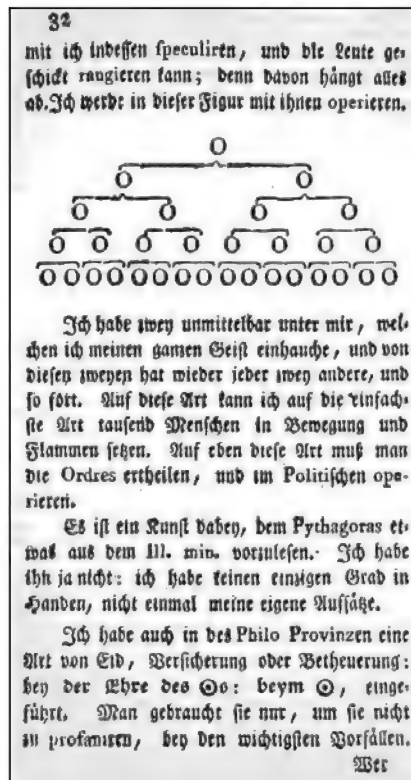 32
mit ich indessen speculiren, und die Leute ge-
schickt rangieren kann; denn davon hängt alles
ab. Ich werde in dieser Figur mit ihnen operieren.
O
O O
O O O O
O O O O O O O O
O O O O O O O O O O O O O O O O
Ich habe zwey unmittelbar unter mir, wel-
chen ich meinen ganzen Geist einhauche, und von
diesen zweyen hat wieder jeder zwey andere, und
so fort. Auf diese Art kann ich auf die einfach-
ste Art tausend Menschen in Bewegung und
Flammen setzen. Auf eben diese Art muß man
die Ordres ertheilen, und im Politischen ope-
rieren.
Es ist ein Kunst dabey, dem Pythagoras et-
was aus dem III. min. vorzulesen. Ich habe
ihn ja nicht: ich habe keinen einzigen Grad in
Handen, nicht einmal meine eigene Aufsätze.
Ich habe auch in des Philo Provinzen eine
Art von Eid, Versicherung oder Betheuerung:
bey der Ehre des ☉s: beym ☉, einge-
führt. Man gebraucht sie nur, um sie nicht
zu profaniren, bey den wichtigsten Vorfällen.
Wer